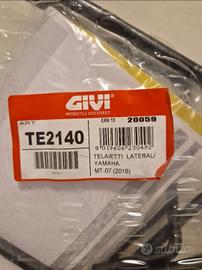 GIVI
MOTORCYCLE ACCESSORIES
ART.
EAN 13
20059
TE2140
8 019606 230492
TELAIETTI LATERALI
YAMAHA
MT-07 (2018)
subito